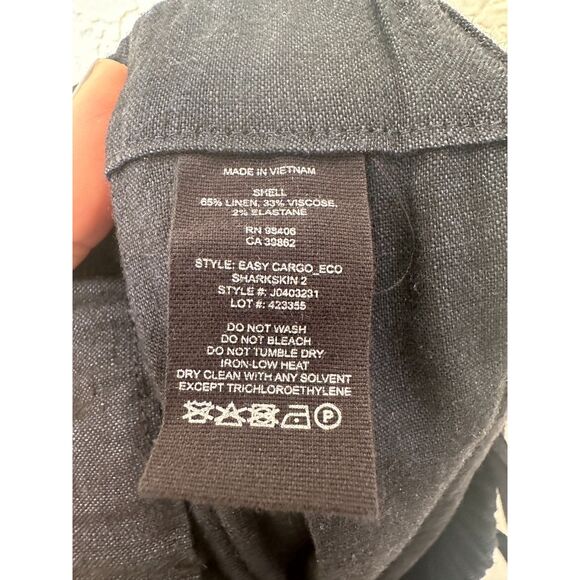 MADE IN VIETNAM
SHELL
65% LINEN, 33% VISCOSE,
2% ELASTANE
RN 98406
CA 39862
STYLE: EASY CARGO_ECO
SHARKSKIN 2
STYLE #: J0403231
LOT #: 423355
DO NOT WASH
DO NOT BLEACH
DO NOT TUMBLE DRY
IRON-LOW HEAT
DRY CLEAN WITH ANY SOLVENT
EXCEPT TRICHLOROETHYLENE
P